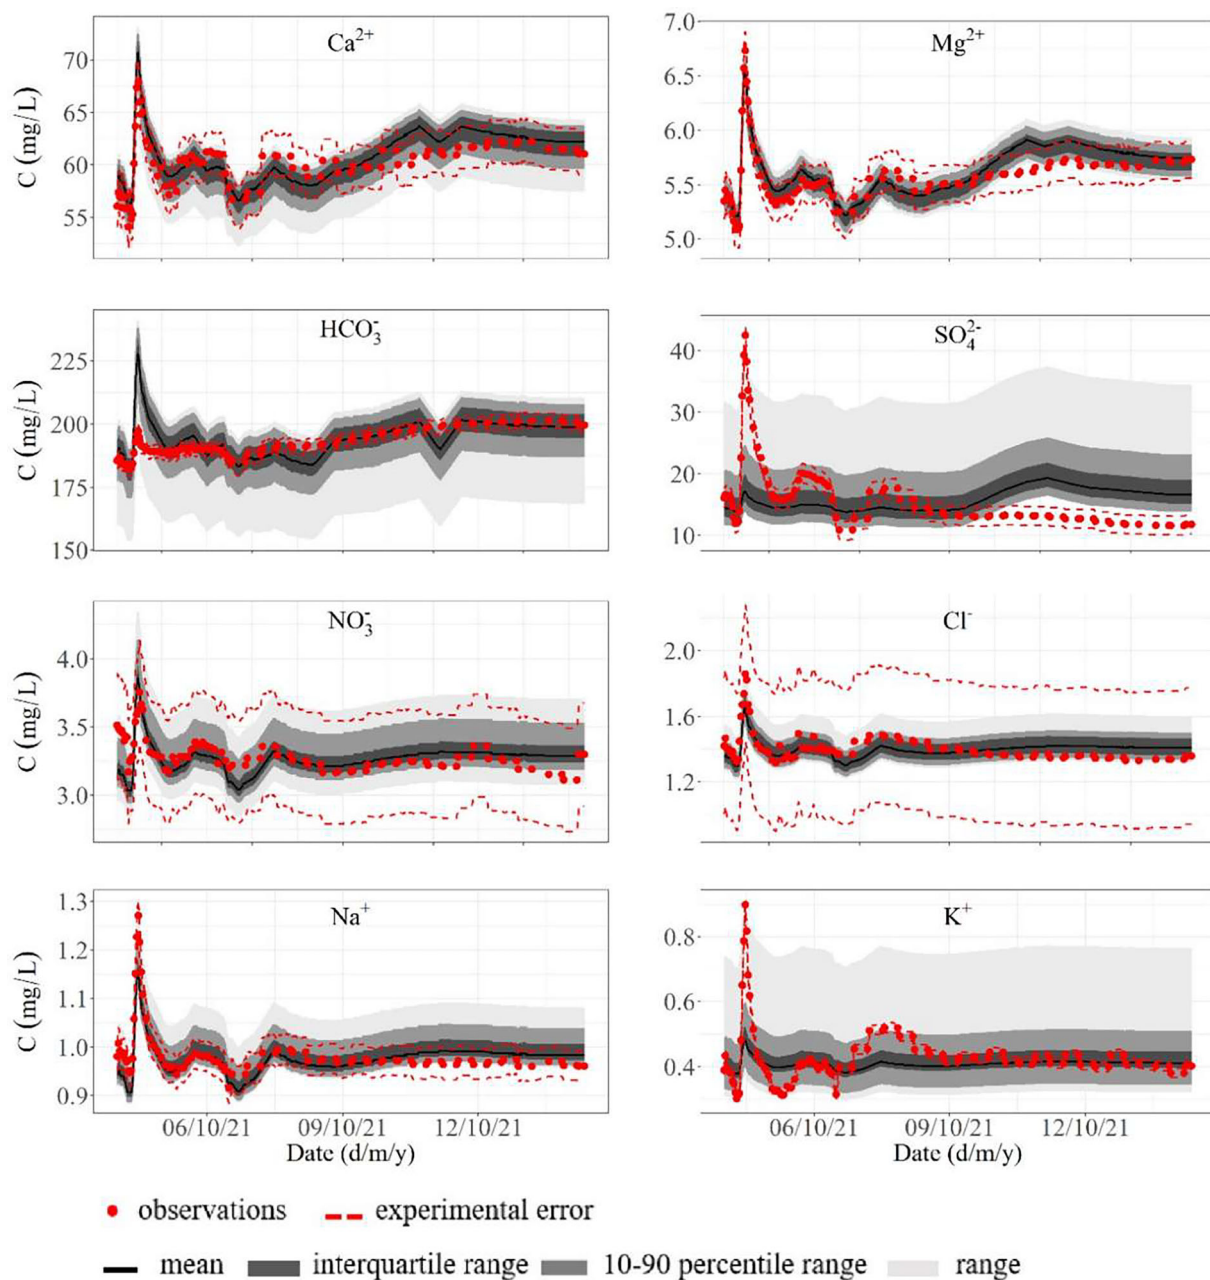 Ca2+
Mg2+
C (mg/L)
70
65
60
55
7.0
6.5
6.0
5.5
5.0
HCO3-
SO4 2-
C (mg/L)
225
200
175
150
40
30
20
10
NO3-
Cl-
C (mg/L)
4.0
3.5
3.0
2.0
1.6
1.2
Na+
K+
C (mg/L)
1.3
1.2
1.1
1.0
0.9
0.8
0.6
0.4
06/10/21 09/10/21 12/10/21
Date (d/m/y)
06/10/21 09/10/21 12/10/21
Date (d/m/y)
observations experimental error
mean interquartile range 10-90 percentile range range